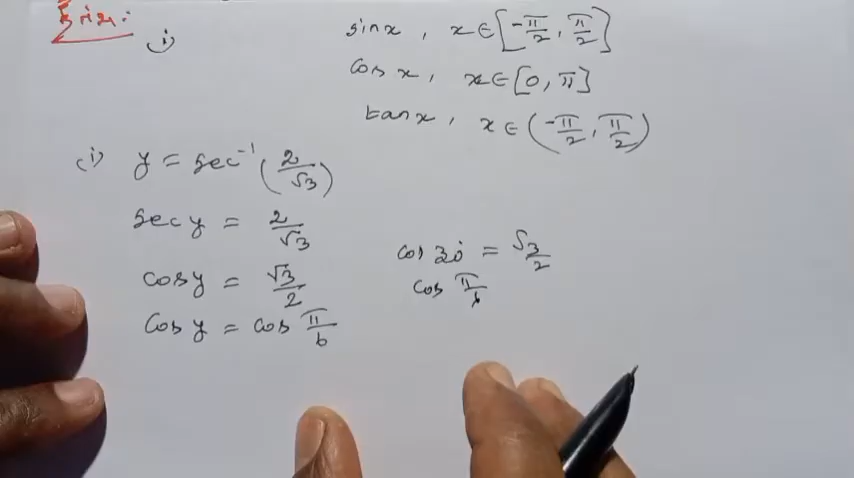 (i)
sin x , x ∈ [-π/2, π/2]
cos x , x ∈ [0, π]
tan x , x ∈ (-π/2, π/2)
(i) y = sec⁻¹ (2/√3)
sec y = 2/√3
cos y = √3/2
cos y = cos π/6
cos 30° = √3/2
cos π/6